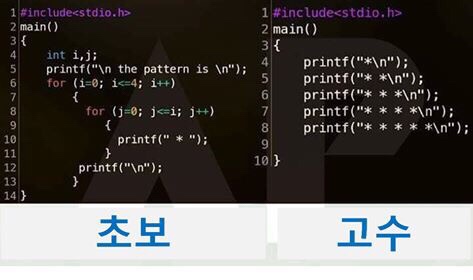 1 #include<stdio.h>
2 main()
3 {
4 int i,j;
5 printf("\n the pattern is \n");
6 for (i=0; i<=4; i++)
7 {
8 for (j=0; j<=i; j++)
9 {
10 printf(" * ");
11 }
12 printf("\n");
13 }
14 }
초보
1 #include<stdio.h>
2 main()
3 {
4 printf("*\n");
5 printf("* *\n");
6 printf("* * *\n");
7 printf("* * * *\n");
8 printf("* * * * *\n");
9
10 }
고수